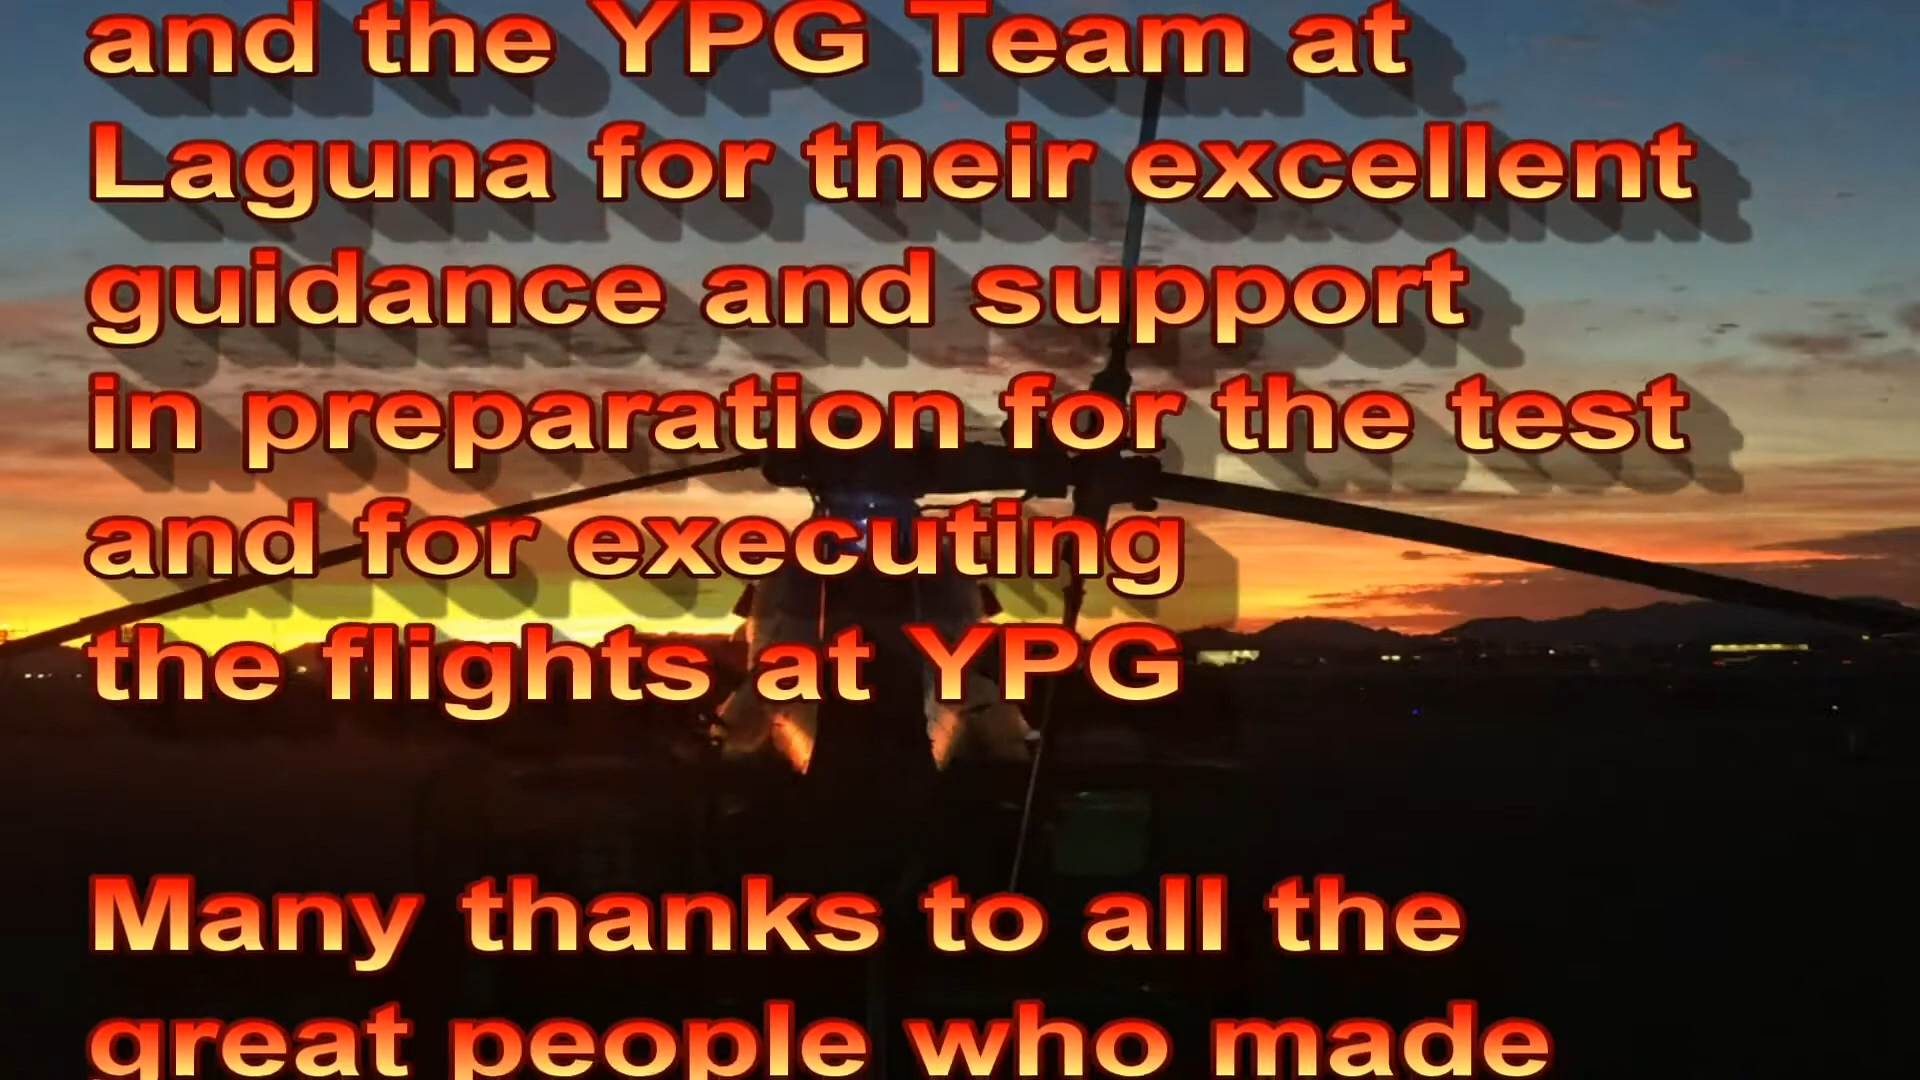 and the YPG Team at
Laguna for their excellent
guidance and support
in preparation for the test
and for executing
the flights at YPG
Many thanks to all the
great people who made